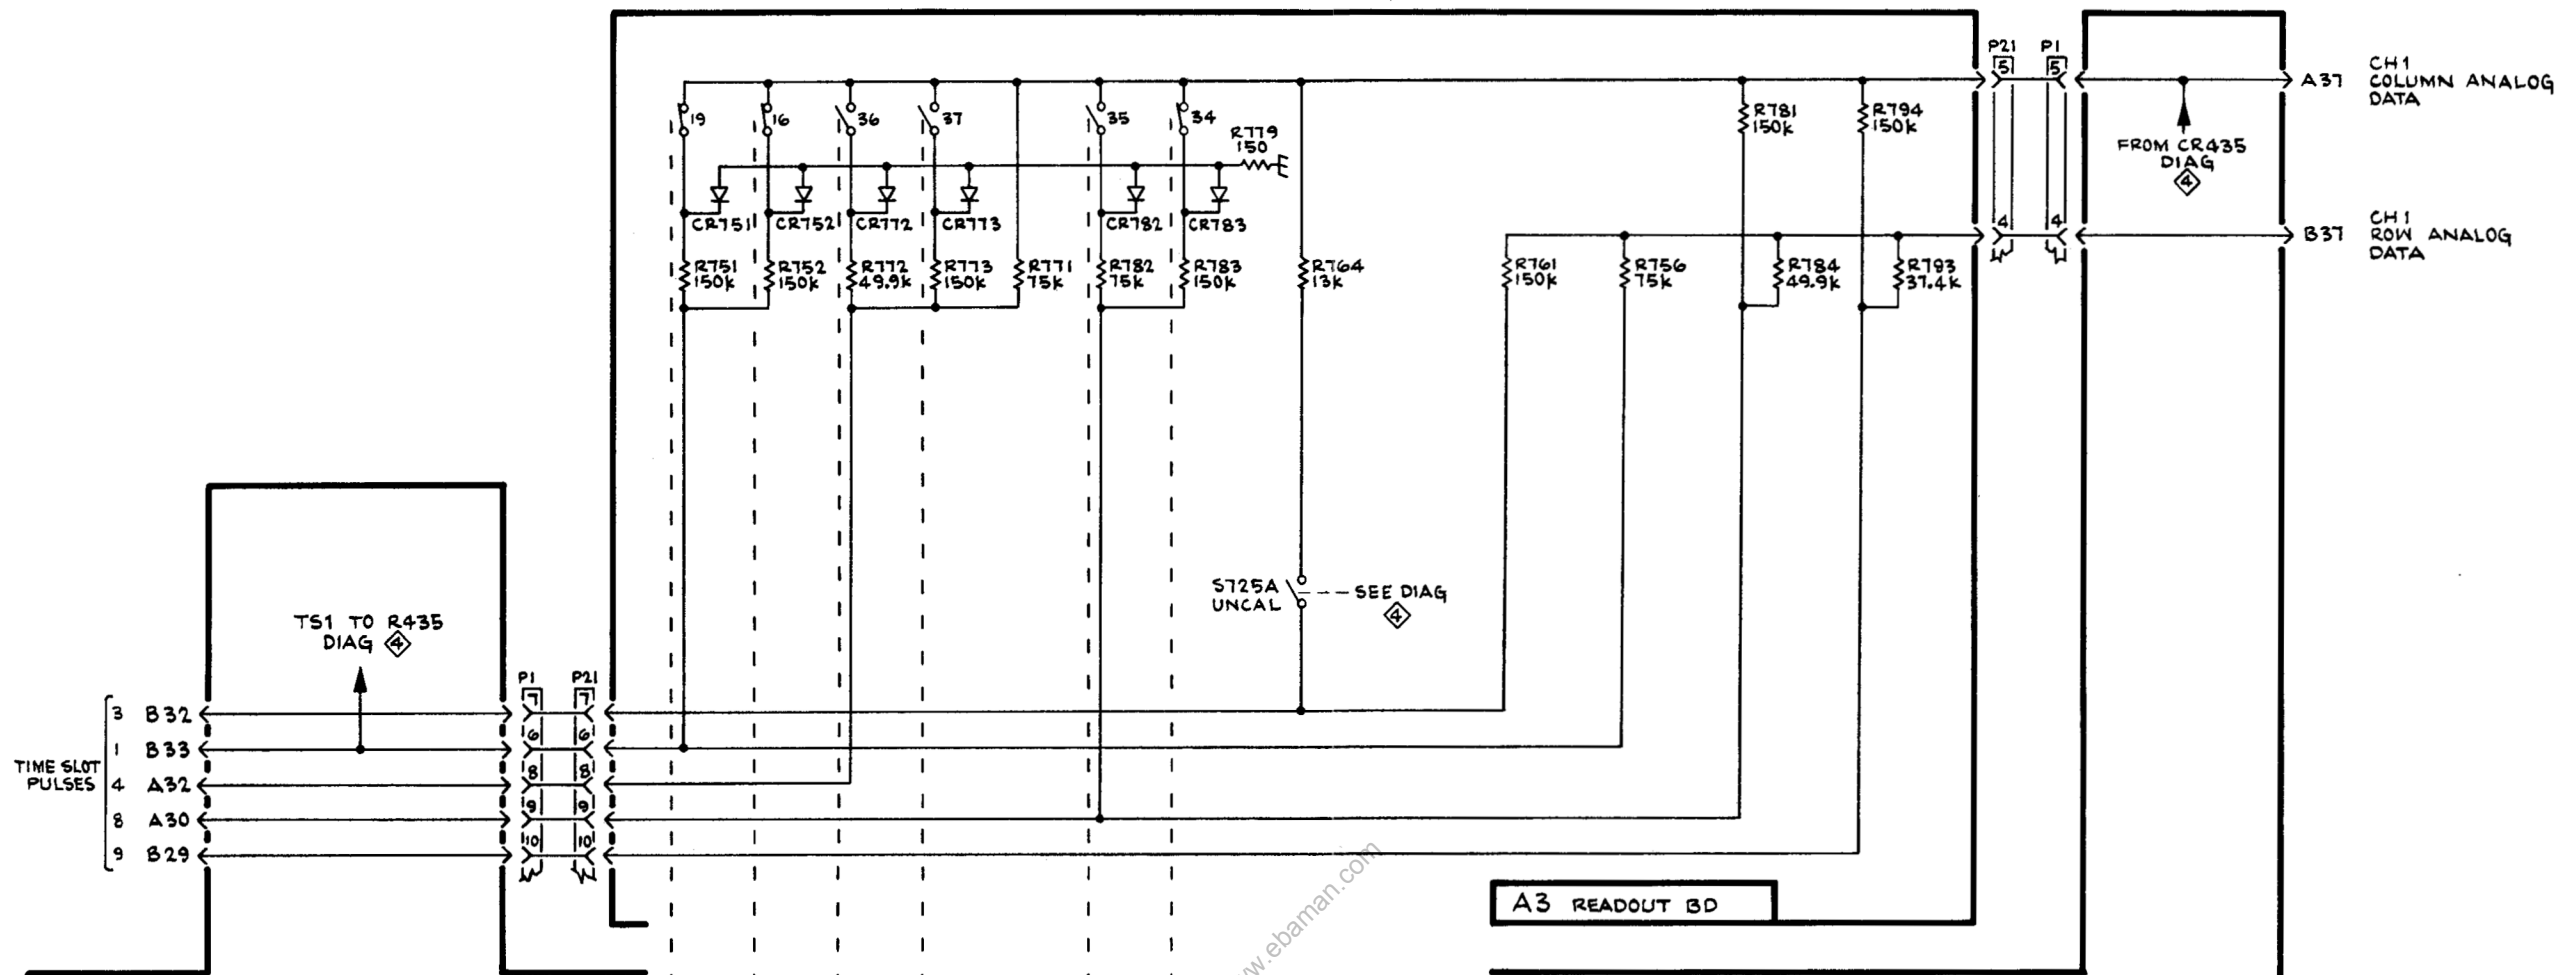 P21 P1
5 5
A37
CH1
COLUMN ANALOG
DATA
19 16 36 37 35 34
R779
150
R781
150K
R794
150K
FROM CR435
DIAG
4
CR751 CR752 CR772 CR773 CR782 CR783
4 4
B37
CH1
ROW ANALOG
DATA
R751
150K
R752
150K
R772
49.9K
R773
150K
R771
75K
R782
75K
R783
150K
R764
13K
R761
150K
R756
75K
R784
49.9K
R793
37.4K
S725A
UNCAL
SEE DIAG
4
TS1 TO R435
DIAG 4
P1 P21
TIME SLOT
PULSES
3 B32 7 7
1 B33 6 6
4 A32 8 8
8 A30 9 9
9 B29 10 10
A3 READOUT BD
ww.ebaman.com